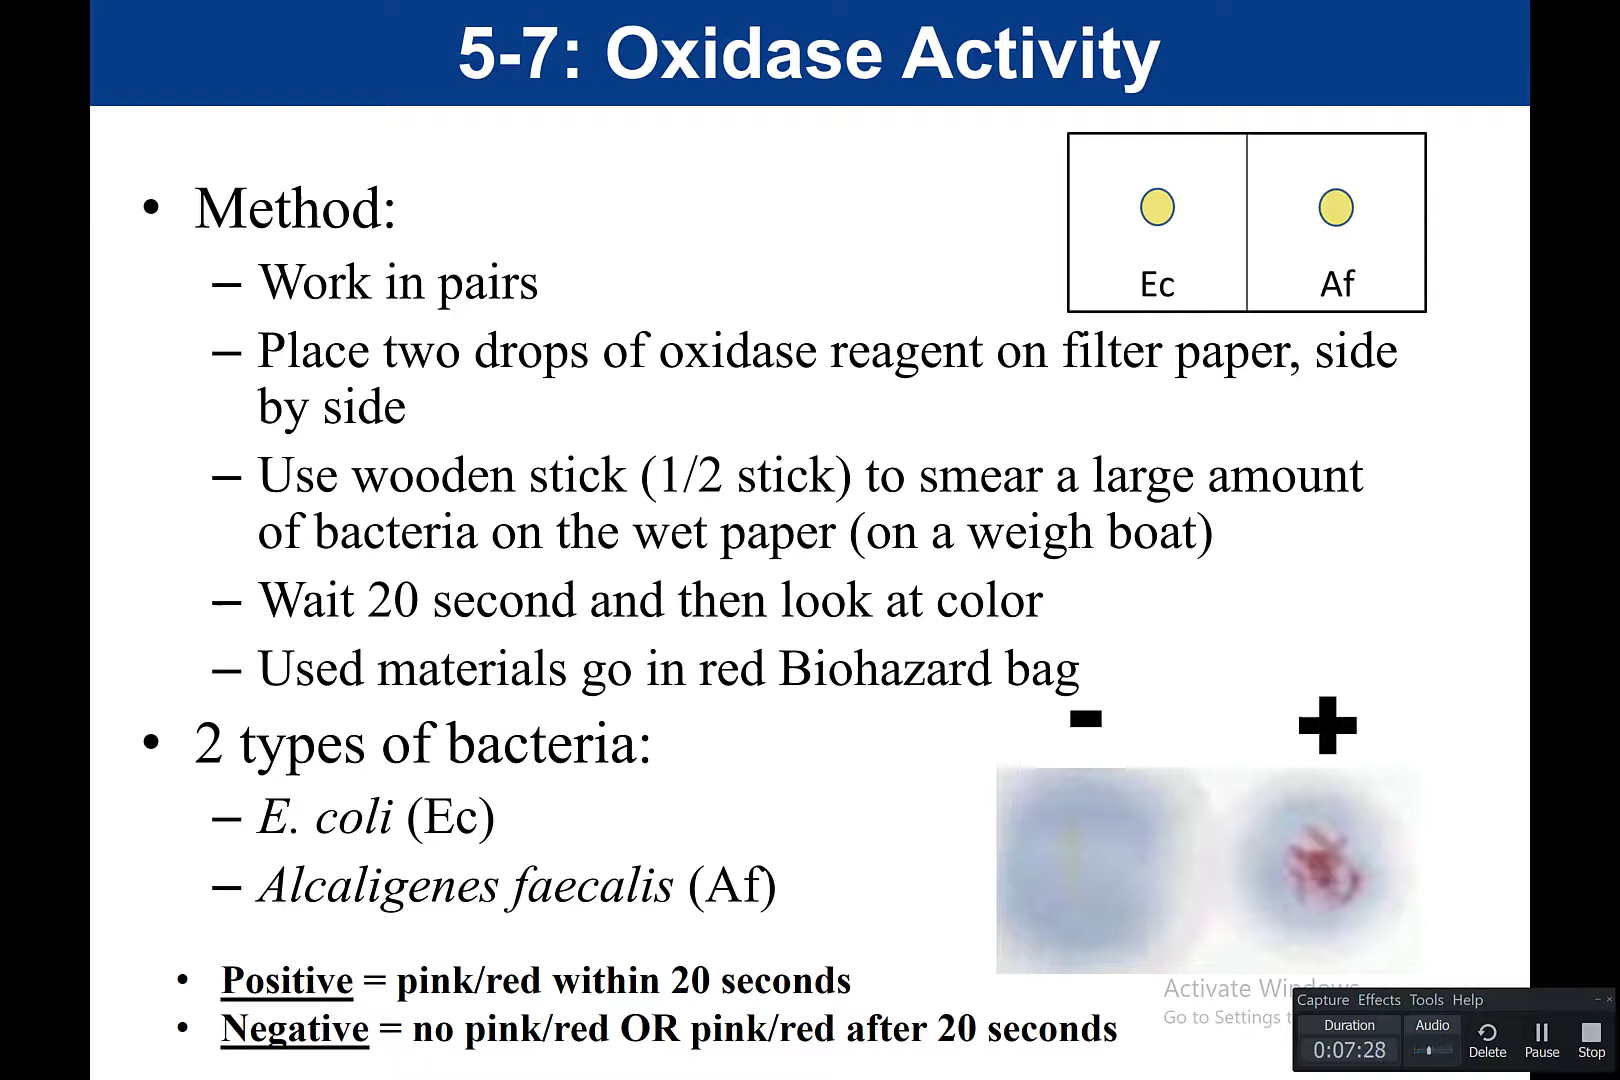 5-7: Oxidase Activity
• Method:
– Work in pairs
– Place two drops of oxidase reagent on filter paper, side
by side
– Use wooden stick (1/2 stick) to smear a large amount
of bacteria on the wet paper (on a weigh boat)
– Wait 20 second and then look at color
– Used materials go in red Biohazard bag
• 2 types of bacteria:
– E. coli (Ec)
– Alcaligenes faecalis (Af)
• Positive = pink/red within 20 seconds
• Negative = no pink/red OR pink/red after 20 seconds
Ec Af
- +
Activate Windows
Go to Settings
Capture Effects Tools Help
Duration Audio
0:07:28 Delete Pause Stop